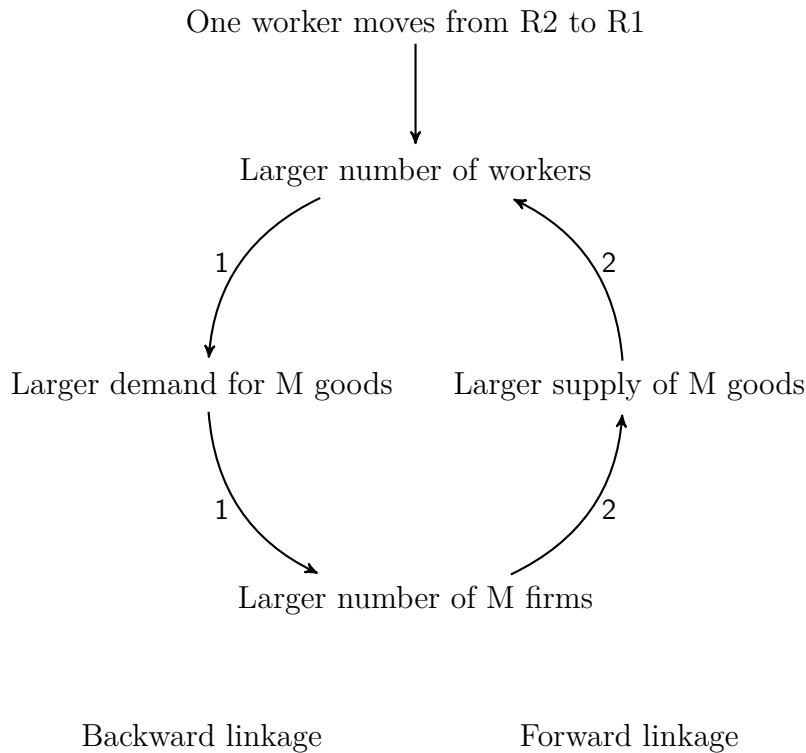 One worker moves from R2 to R1
Larger number of workers
1
2
Larger demand for M goods
Larger supply of M goods
1
2
Larger number of M firms
Backward linkage
Forward linkage